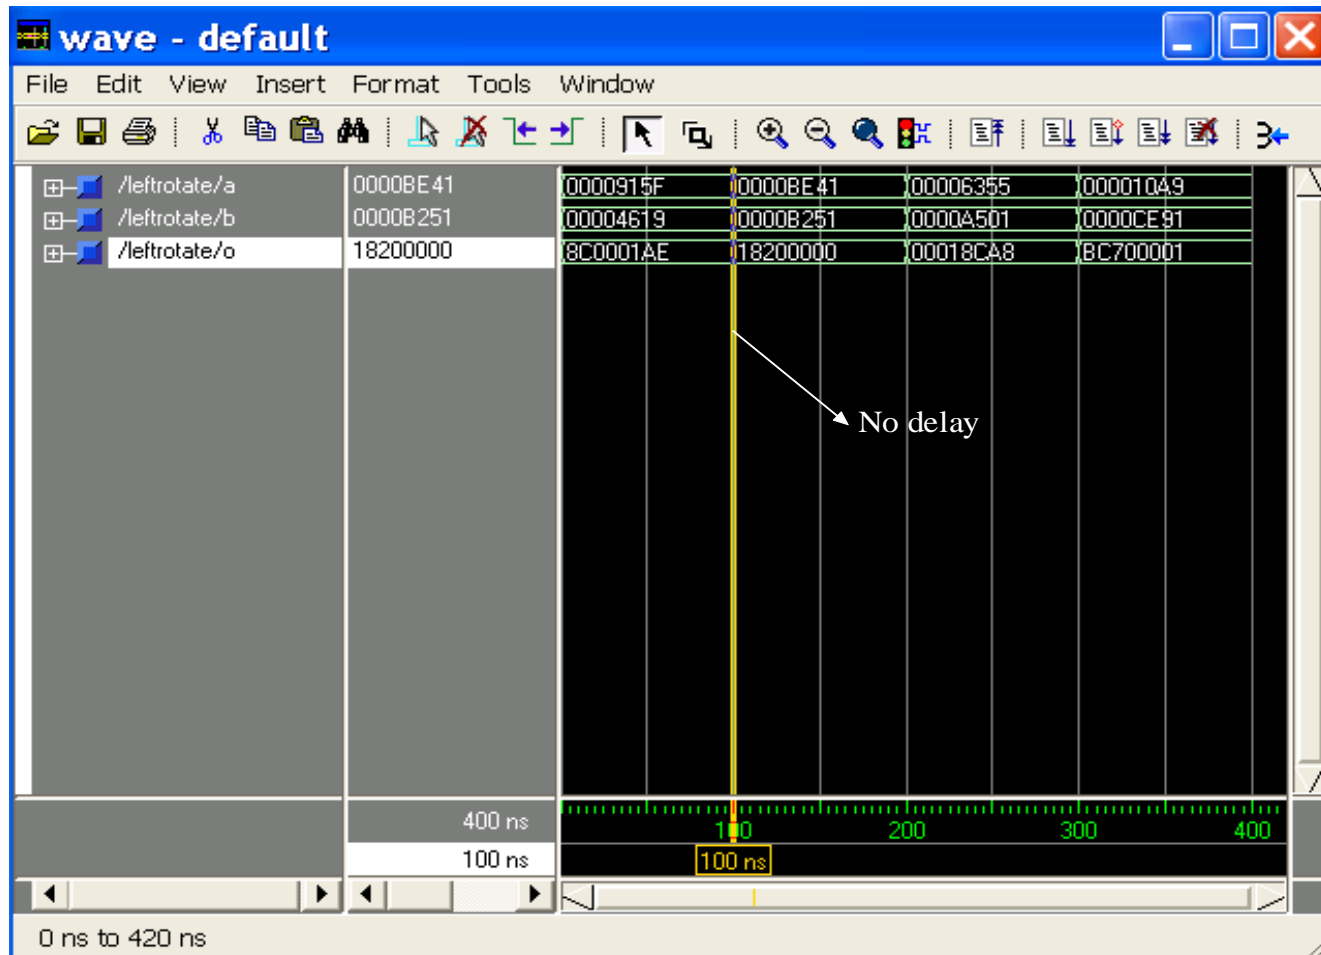 wave - default
File Edit View Insert Format Tools Window
/leftrotate/a 0000BE41 0000915F 0000BE41 00006355 000010A9
/leftrotate/b 0000B251 00004619 0000B251 0000A501 0000CE91
/leftrotate/o 18200000 8C0001AE 18200000 00018CA8 BC700001
No delay
400 ns 100 200 300 400
100 ns 100 ns
0 ns to 420 ns